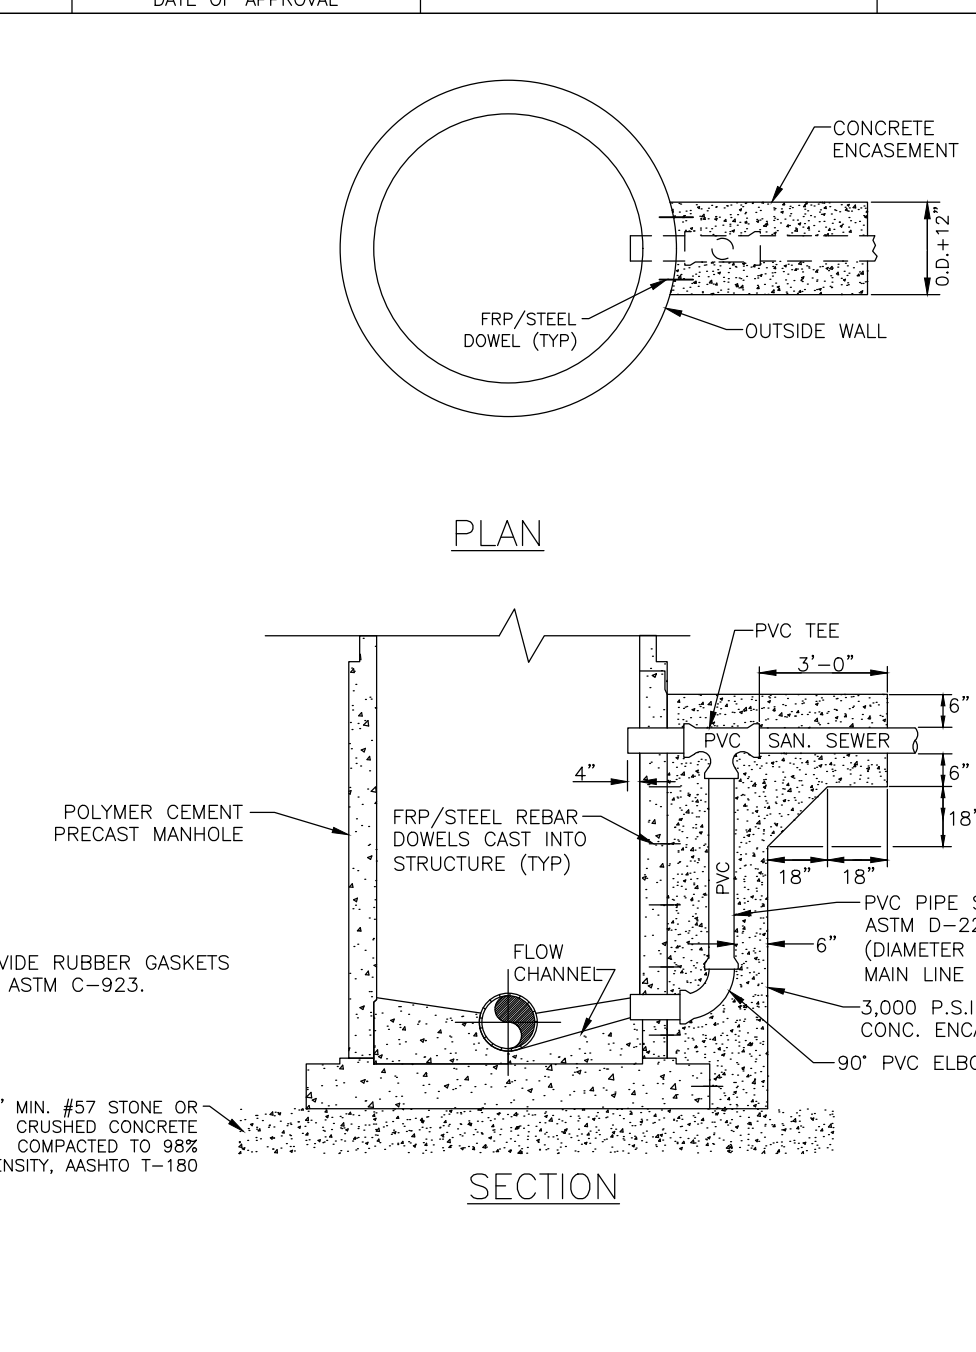 DATE OF APPROVAL
CONCRETE
ENCASEMENT
O.D.+12"
FRP/STEEL
DOWEL (TYP)
OUTSIDE WALL
PLAN
PVC TEE
3'-0"
6"
PVC
SAN. SEWER
4"
6"
POLYMER CEMENT
PRECAST MANHOLE
FRP/STEEL REBAR
DOWELS CAST INTO
STRUCTURE (TYP)
18"
18"
18"
PVC
PVC PIPE
ASTM D-22
(DIAMETER
MAIN LINE
6"
FLOW
CHANNEL
VIDE RUBBER GASKETS
ASTM C-923.
3,000 P.S.I
CONC. ENCA
90° PVC ELBO
" MIN. #57 STONE OR
CRUSHED CONCRETE
COMPACTED TO 98%
ENSITY, AASHTO T-180
SECTION